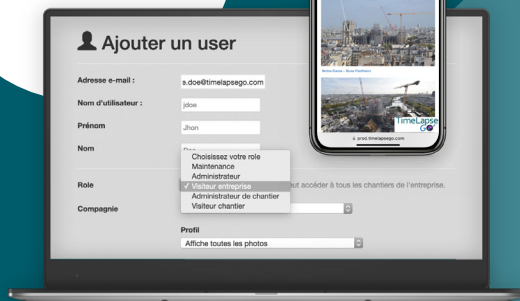 Ajouter un user
Adresse e-mail :
s.doe@timelapsego.com
Nom d'utilisateur :
jdoe
Prénom
Jhon
Nom
Choisissez votre role
Maintenance
Administrateur
Role
✓ Visiteur entreprise
eut accéder à tous les chantiers de l'entreprise.
Administrateur de chantier
Compagnie
Visiteur chantier
Profil
Affiche toutes les photos
TimeLapse
GO
prod.timelapsego.com